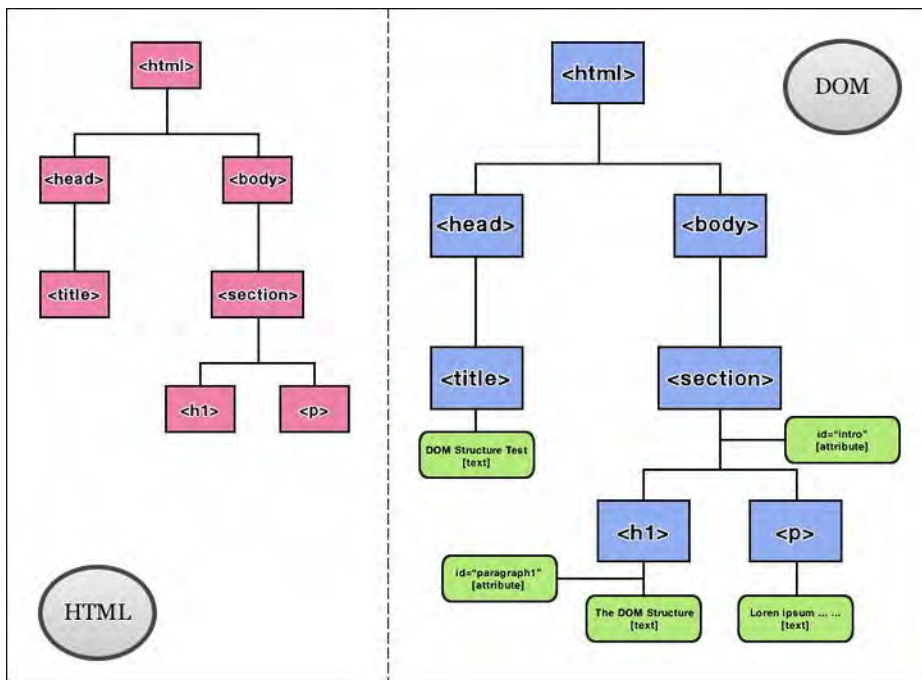 <html>
<head>
<body>
<title>
<section>
<h1>
<p>
HTML
DOM
<html>
<head>
<body>
<title>
<section>
DOM Structure Test
[text]
id="intro"
[attribute]
<h1>
<p>
id="paragraph1"
[attribute]
The DOM Structure
[text]
Loren ipsum ... ...
[text]